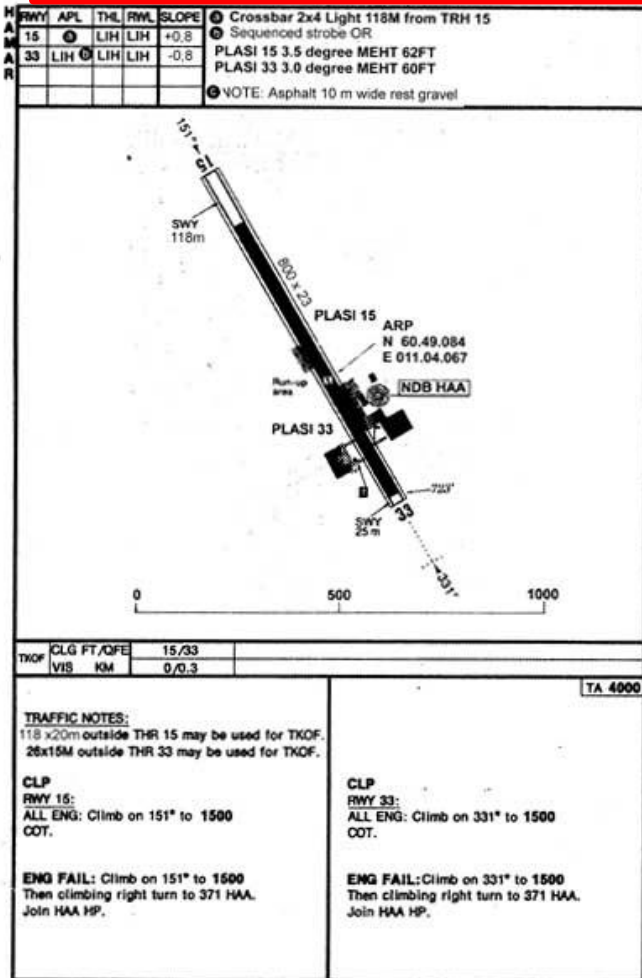 HAMAR
RWY APL THL RWL SLOPE
15 a LIH LIH +0,8
33 LIH b LIH LIH -0,8
a Crossbar 2x4 Light 118M from TRH 15
b Sequenced strobe OR
PLASI 15 3.5 degree MEHT 62FT
PLASI 33 3.0 degree MEHT 60FT
c NOTE: Asphalt 10 m wide rest gravel
151°
15
SWY
118m
800 x 23
PLASI 15
ARP
N 60.49.084
E 011.04.067
Run-up
area
NDB HAA
PLASI 33
723'
SWY
25 m
33
331°
0 500 1000
TKOF CLG FT/QFE 15/33
VIS KM 0/0.3
TA 4000
TRAFFIC NOTES:
118 x20m outside THR 15 may be used for TKOF.
26x15M outside THR 33 may be used for TKOF.
CLP
RWY 15:
ALL ENG: Climb on 151° to 1500
COT.
ENG FAIL: Climb on 151° to 1500
Then climbing right turn to 371 HAA.
Join HAA HP.
CLP
RWY 33:
ALL ENG: Climb on 331° to 1500
COT.
ENG FAIL:Climb on 331° to 1500
Then climbing right turn to 371 HAA.
Join HAA HP.